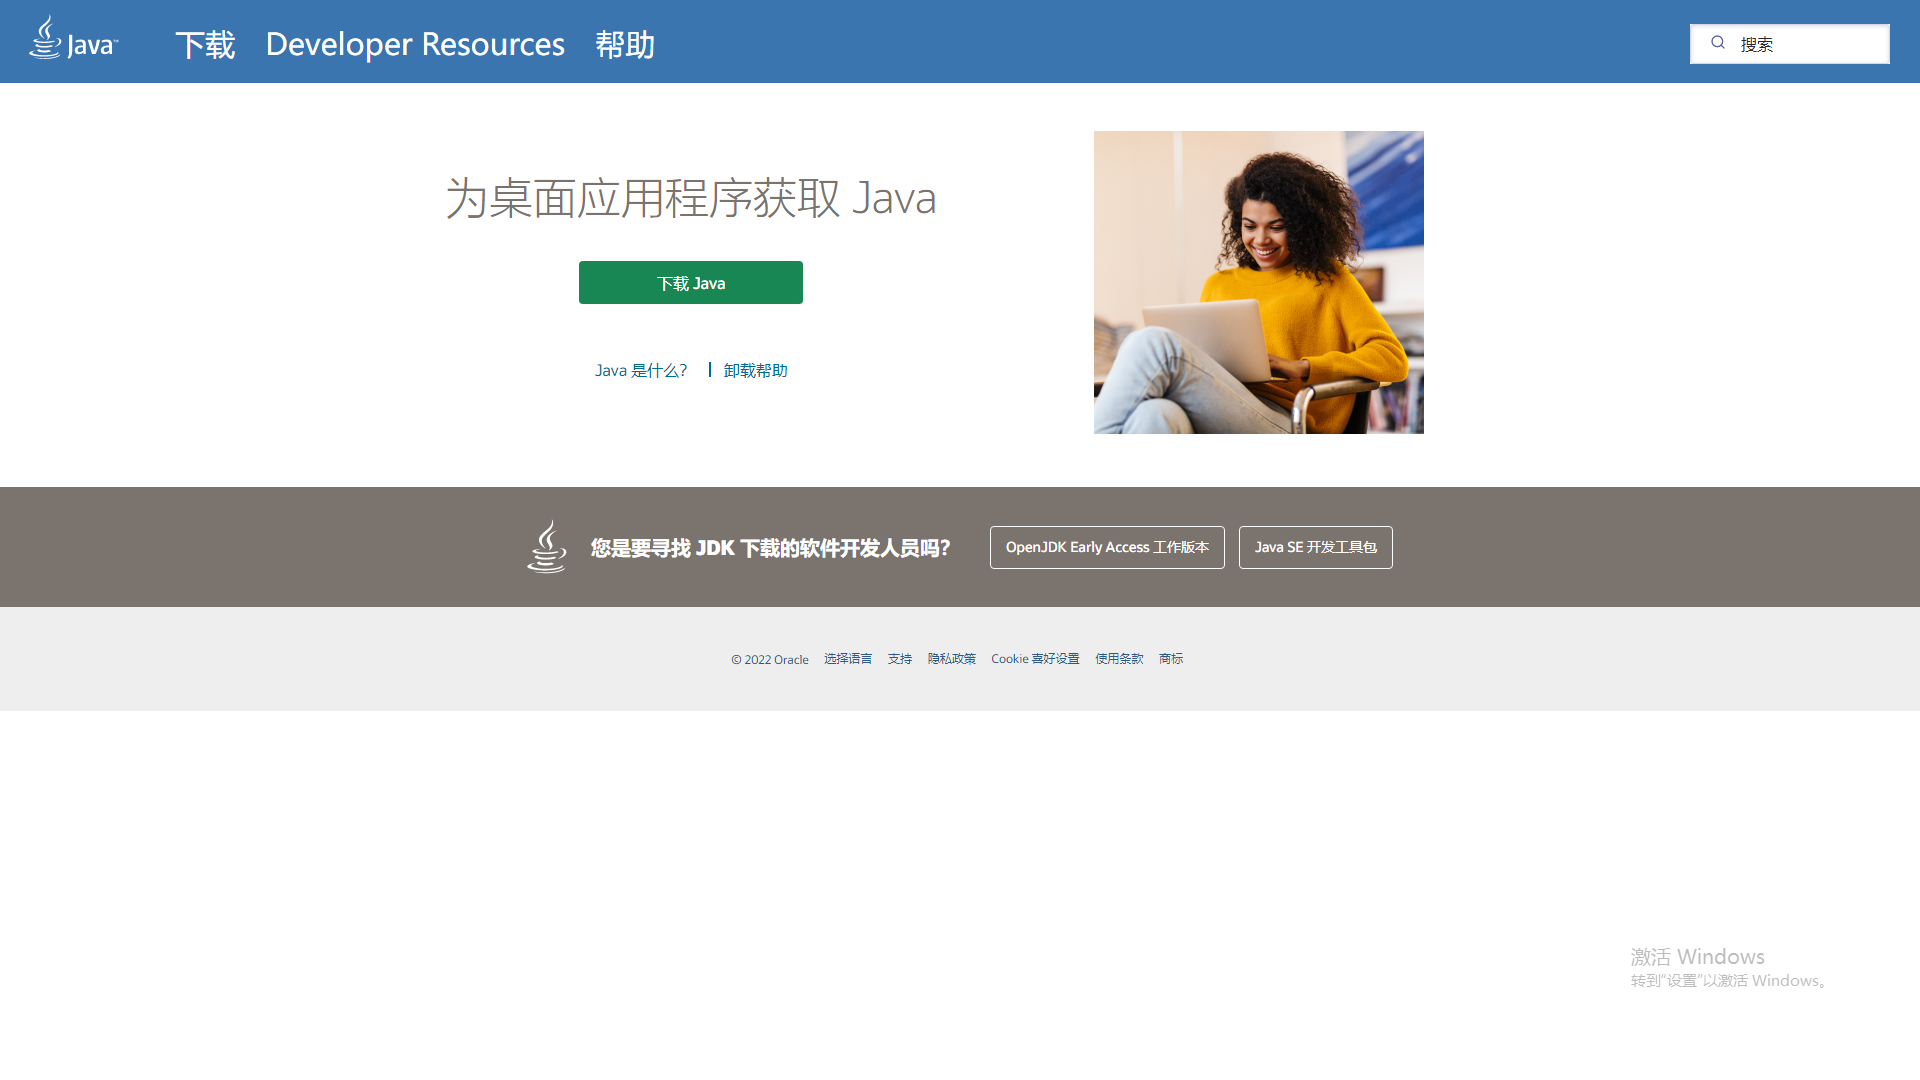 Java™
下载 Developer Resources 帮助
搜索
为桌面应用程序获取 Java
下载 Java
Java 是什么? 卸载帮助
您是要寻找 JDK 下载的软件开发人员吗?
OpenJDK Early Access 工作版本
Java SE 开发工具包
© 2022 Oracle 选择语言 支持 隐私政策 Cookie 喜好设置 使用条款 商标
激活 Windows
转到“设置”以激活 Windows。